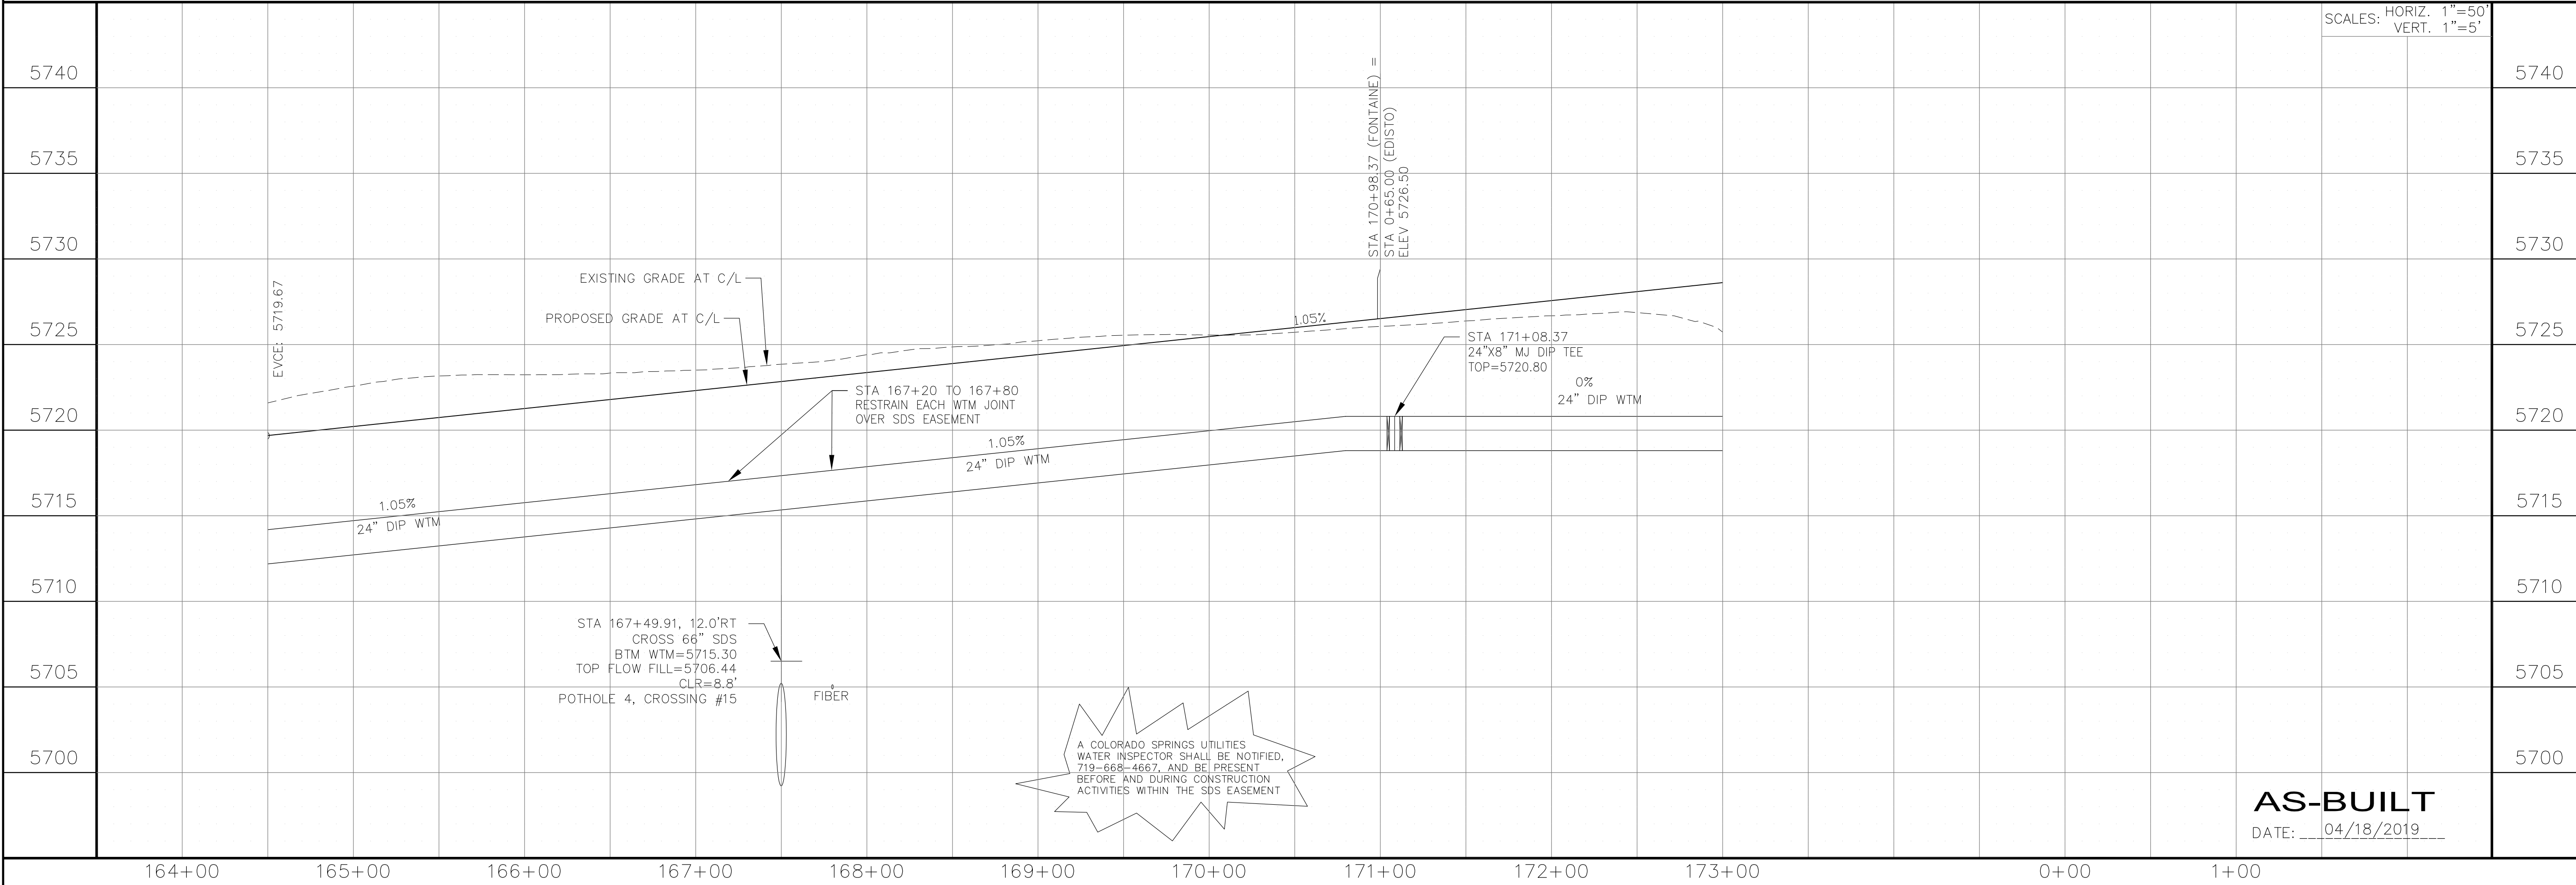 SCALES: HORIZ. 1"=50'
VERT. 1"=5'
5740
5735
5730
5725
5720
5715
5710
5705
5700
5740
5735
5730
5725
5720
5715
5710
5705
5700
EVCE: 5719.67
EXISTING GRADE AT C/L
PROPOSED GRADE AT C/L
STA 170+98.37 (FONTAINE) =
STA 0+65.00 (EDISTO)
ELEV 5726.50
1.05%
STA 171+08.37
24"X8" MJ DIP TEE
TOP=5720.80
0%
24" DIP WTM
STA 167+20 TO 167+80
RESTRAIN EACH WTM JOINT
OVER SDS EASEMENT
1.05%
24" DIP WTM
1.05%
24" DIP WTM
STA 167+49.91, 12.0'RT
CROSS 66" SDS
BTM WTM=5715.30
TOP FLOW FILL=5706.44
CLR=8.8'
POTHOLE 4, CROSSING #15
FIBER
A COLORADO SPRINGS UTILITIES
WATER INSPECTOR SHALL BE NOTIFIED,
719-668-4667, AND BE PRESENT
BEFORE AND DURING CONSTRUCTION
ACTIVITIES WITHIN THE SDS EASEMENT
AS-BUILT
DATE: 04/18/2019
164+00 165+00 166+00 167+00 168+00 169+00 170+00 171+00 172+00 173+00 0+00 1+00